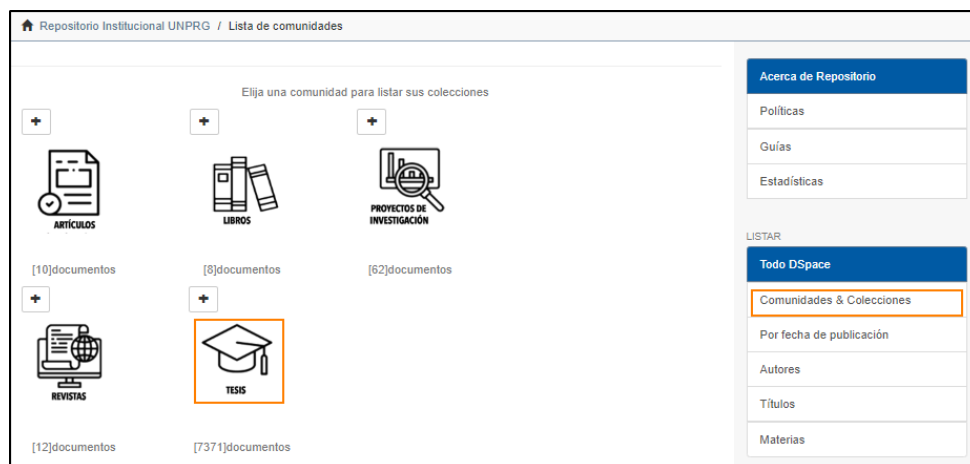 Repositorio Institucional UNPRG / Lista de comunidades
Elija una comunidad para listar sus colecciones
ARTÍCULOS
LIBROS
PROYECTOS DE
INVESTIGACIÓN
[10]documentos
[8]documentos
[62]documentos
REVISTAS
TESIS
[12]documentos
[7371]documentos
Acerca de Repositorio
Políticas
Guías
Estadísticas
LISTAR
Todo DSpace
Comunidades & Colecciones
Por fecha de publicación
Autores
Títulos
Materias